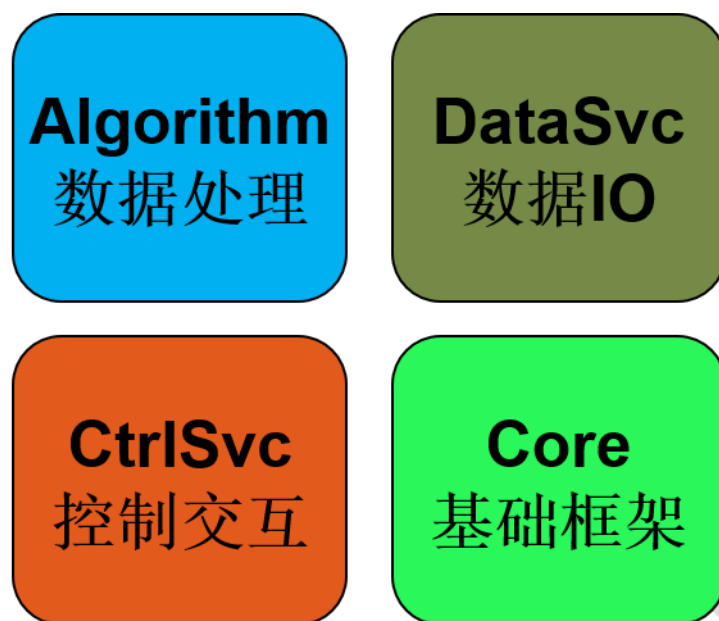 Algorithm
数据处理
DataSvc
数据IO
CtrlSvc
控制交互
Core
基础框架